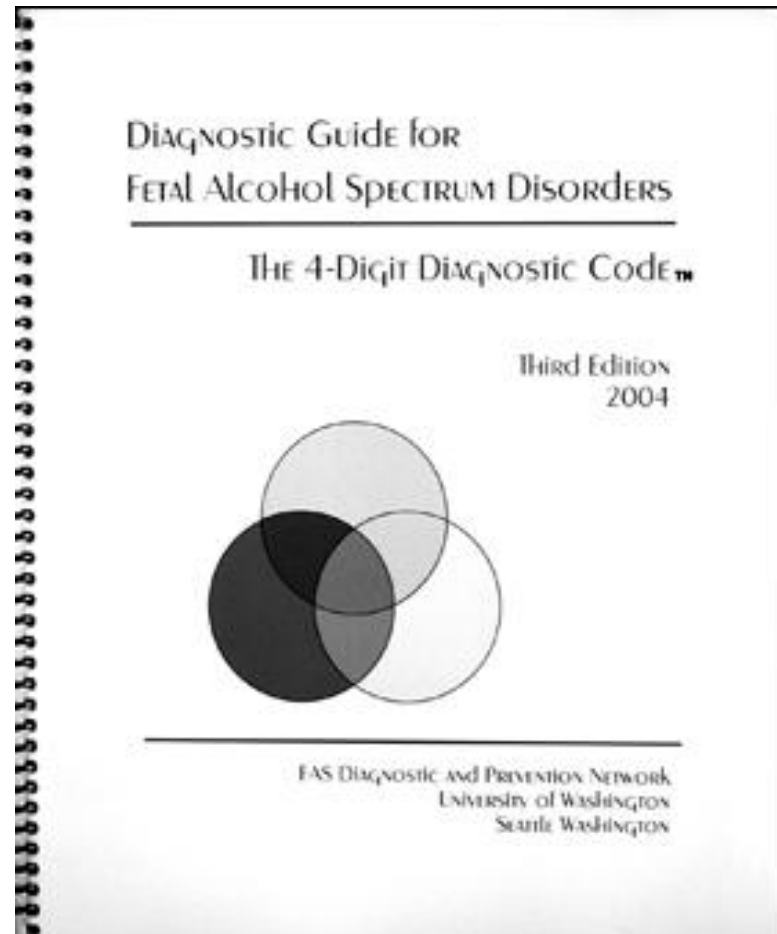 Diagnostic Guide for
Fetal Alcohol Spectrum Disorders
The 4-Digit Diagnostic Code™
Third Edition
2004
FAS Diagnostic and Prevention Network
University of Washington
Seattle Washington